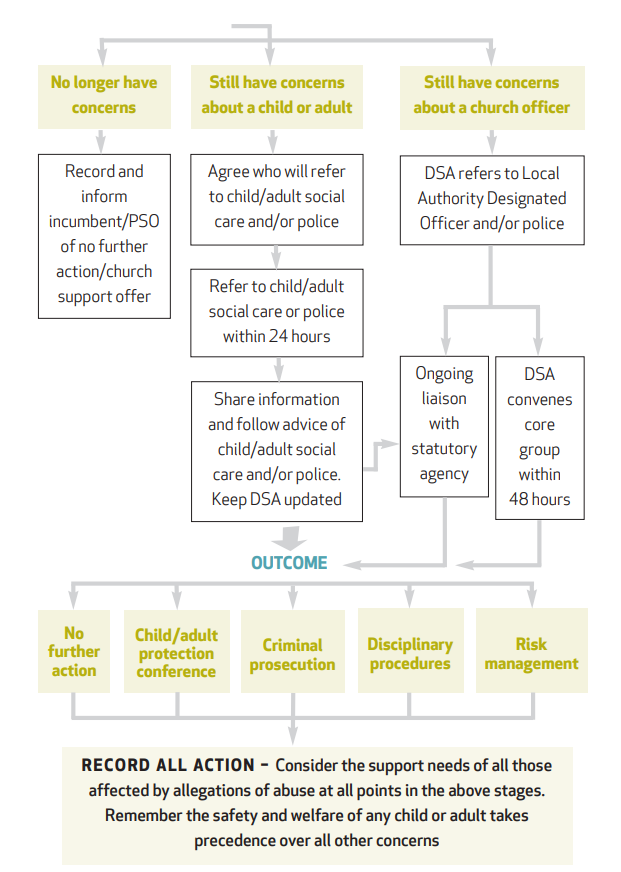 No longer have
concerns
Still have concerns
about a child or adult
Still have concerns
about a church officer
Record and
inform
incumbent/PSO
of no further
action/church
support offer
Agree who will refer
to child/adult social
care and/or police
DSA refers to Local
Authority Designated
Officer and/or police
Refer to child/adult
social care or police
within 24 hours
Share information
and follow advice of
child/adult social
care and/or police.
Keep DSA updated
Ongoing
liaison
with
statutory
agency
DSA
convenes
core
group
within
48 hours
OUTCOME
No
further
action
Child/adult
protection
conference
Criminal
prosecution
Disciplinary
procedures
Risk
management
RECORD ALL ACTION – Consider the support needs of all those
affected by allegations of abuse at all points in the above stages.
Remember the safety and welfare of any child or adult takes
precedence over all other concerns